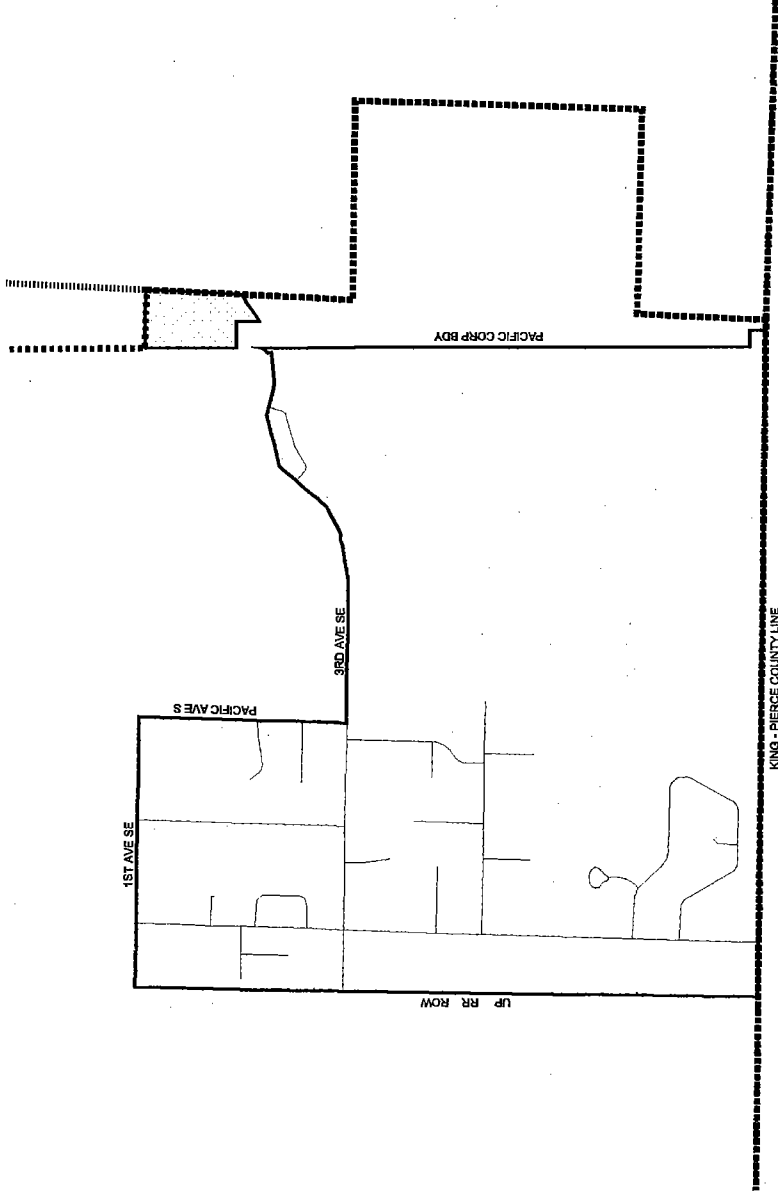 PACIFIC CORP BDY
3RD AVE SE
PACIFIC AVE S
1ST AVE SE
UP RR ROW
KING - PIERCE COUNTY LINE